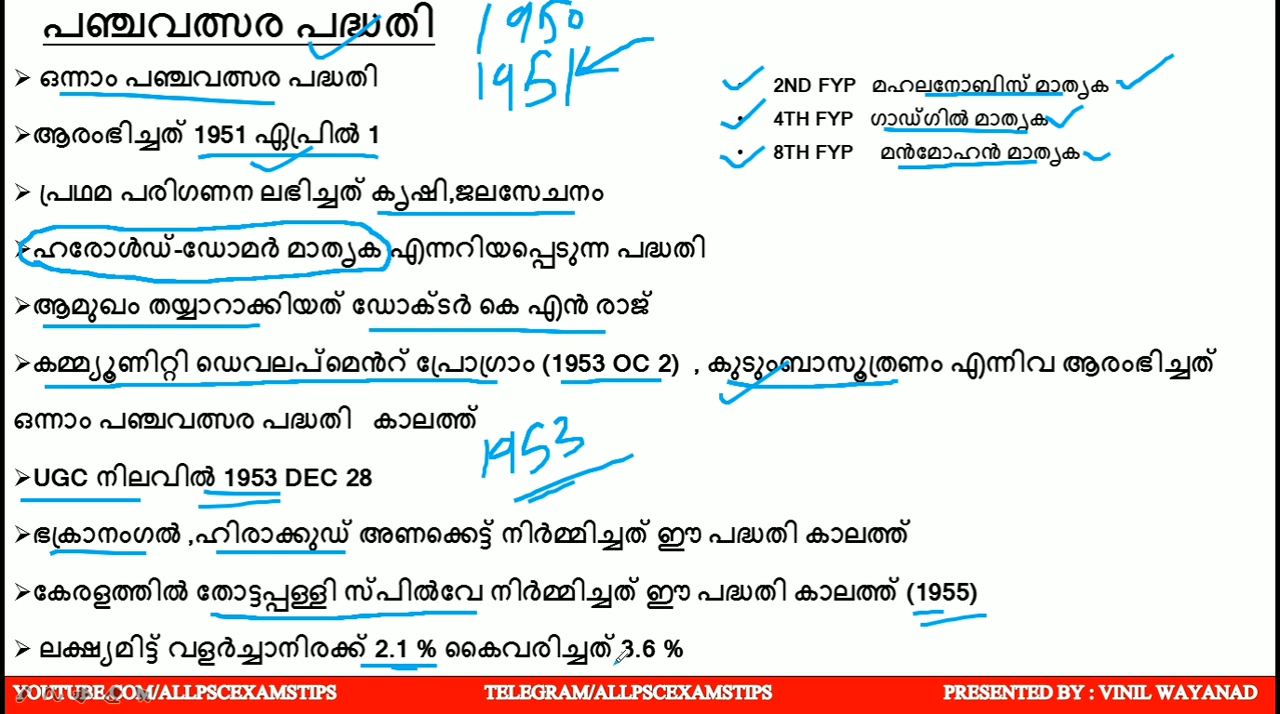 പഞ്ചവത്സര പദ്ധതി
1950
1951
➢ ഒന്നാം പഞ്ചവത്സര പദ്ധതി
➢ആരംഭിച്ചത് 1951 ഏപ്രിൽ 1
➢ പ്രഥമ പരിഗണന ലഭിച്ചത് കൃഷി,ജലസേചനം
➢ഹരോൾഡ്-ഡോമർ മാതൃക എന്നറിയപ്പെടുന്ന പദ്ധതി
➢ആമുഖം തയ്യാറാക്കിയത് ഡോക്ടർ കെ എൻ രാജ്
➢കമ്മ്യൂണിറ്റി ഡെവലപ്മെൻറ് പ്രോഗ്രാം (1953 OC 2) , കുടുംബാസൂത്രണം എന്നിവ ആരംഭിച്ചത്
ഒന്നാം പഞ്ചവത്സര പദ്ധതി കാലത്ത്
1953
➢UGC നിലവിൽ 1953 DEC 28
➢ഭക്രാനംഗൽ ,ഹിരാക്കുഡ് അണക്കെട്ട് നിർമ്മിച്ചത് ഈ പദ്ധതി കാലത്ത്
➢കേരളത്തിൽ തോട്ടപ്പള്ളി സ്പിൽവേ നിർമ്മിച്ചത് ഈ പദ്ധതി കാലത്ത് (1955)
➢ ലക്ഷ്യമിട്ട് വളർച്ചാനിരക്ക് 2.1 % കൈവരിച്ചത് 3.6 %
2ND FYP മഹലനോബിസ് മാതൃക
• 4TH FYP ഗാഡ്ഗിൽ മാതൃക
• 8TH FYP മൻമോഹൻ മാതൃക
YOUTUBE.COM/ALLPSCEXAMSTIPS TELEGRAM/ALLPSCEXAMSTIPS PRESENTED BY : VINIL WAYANAD